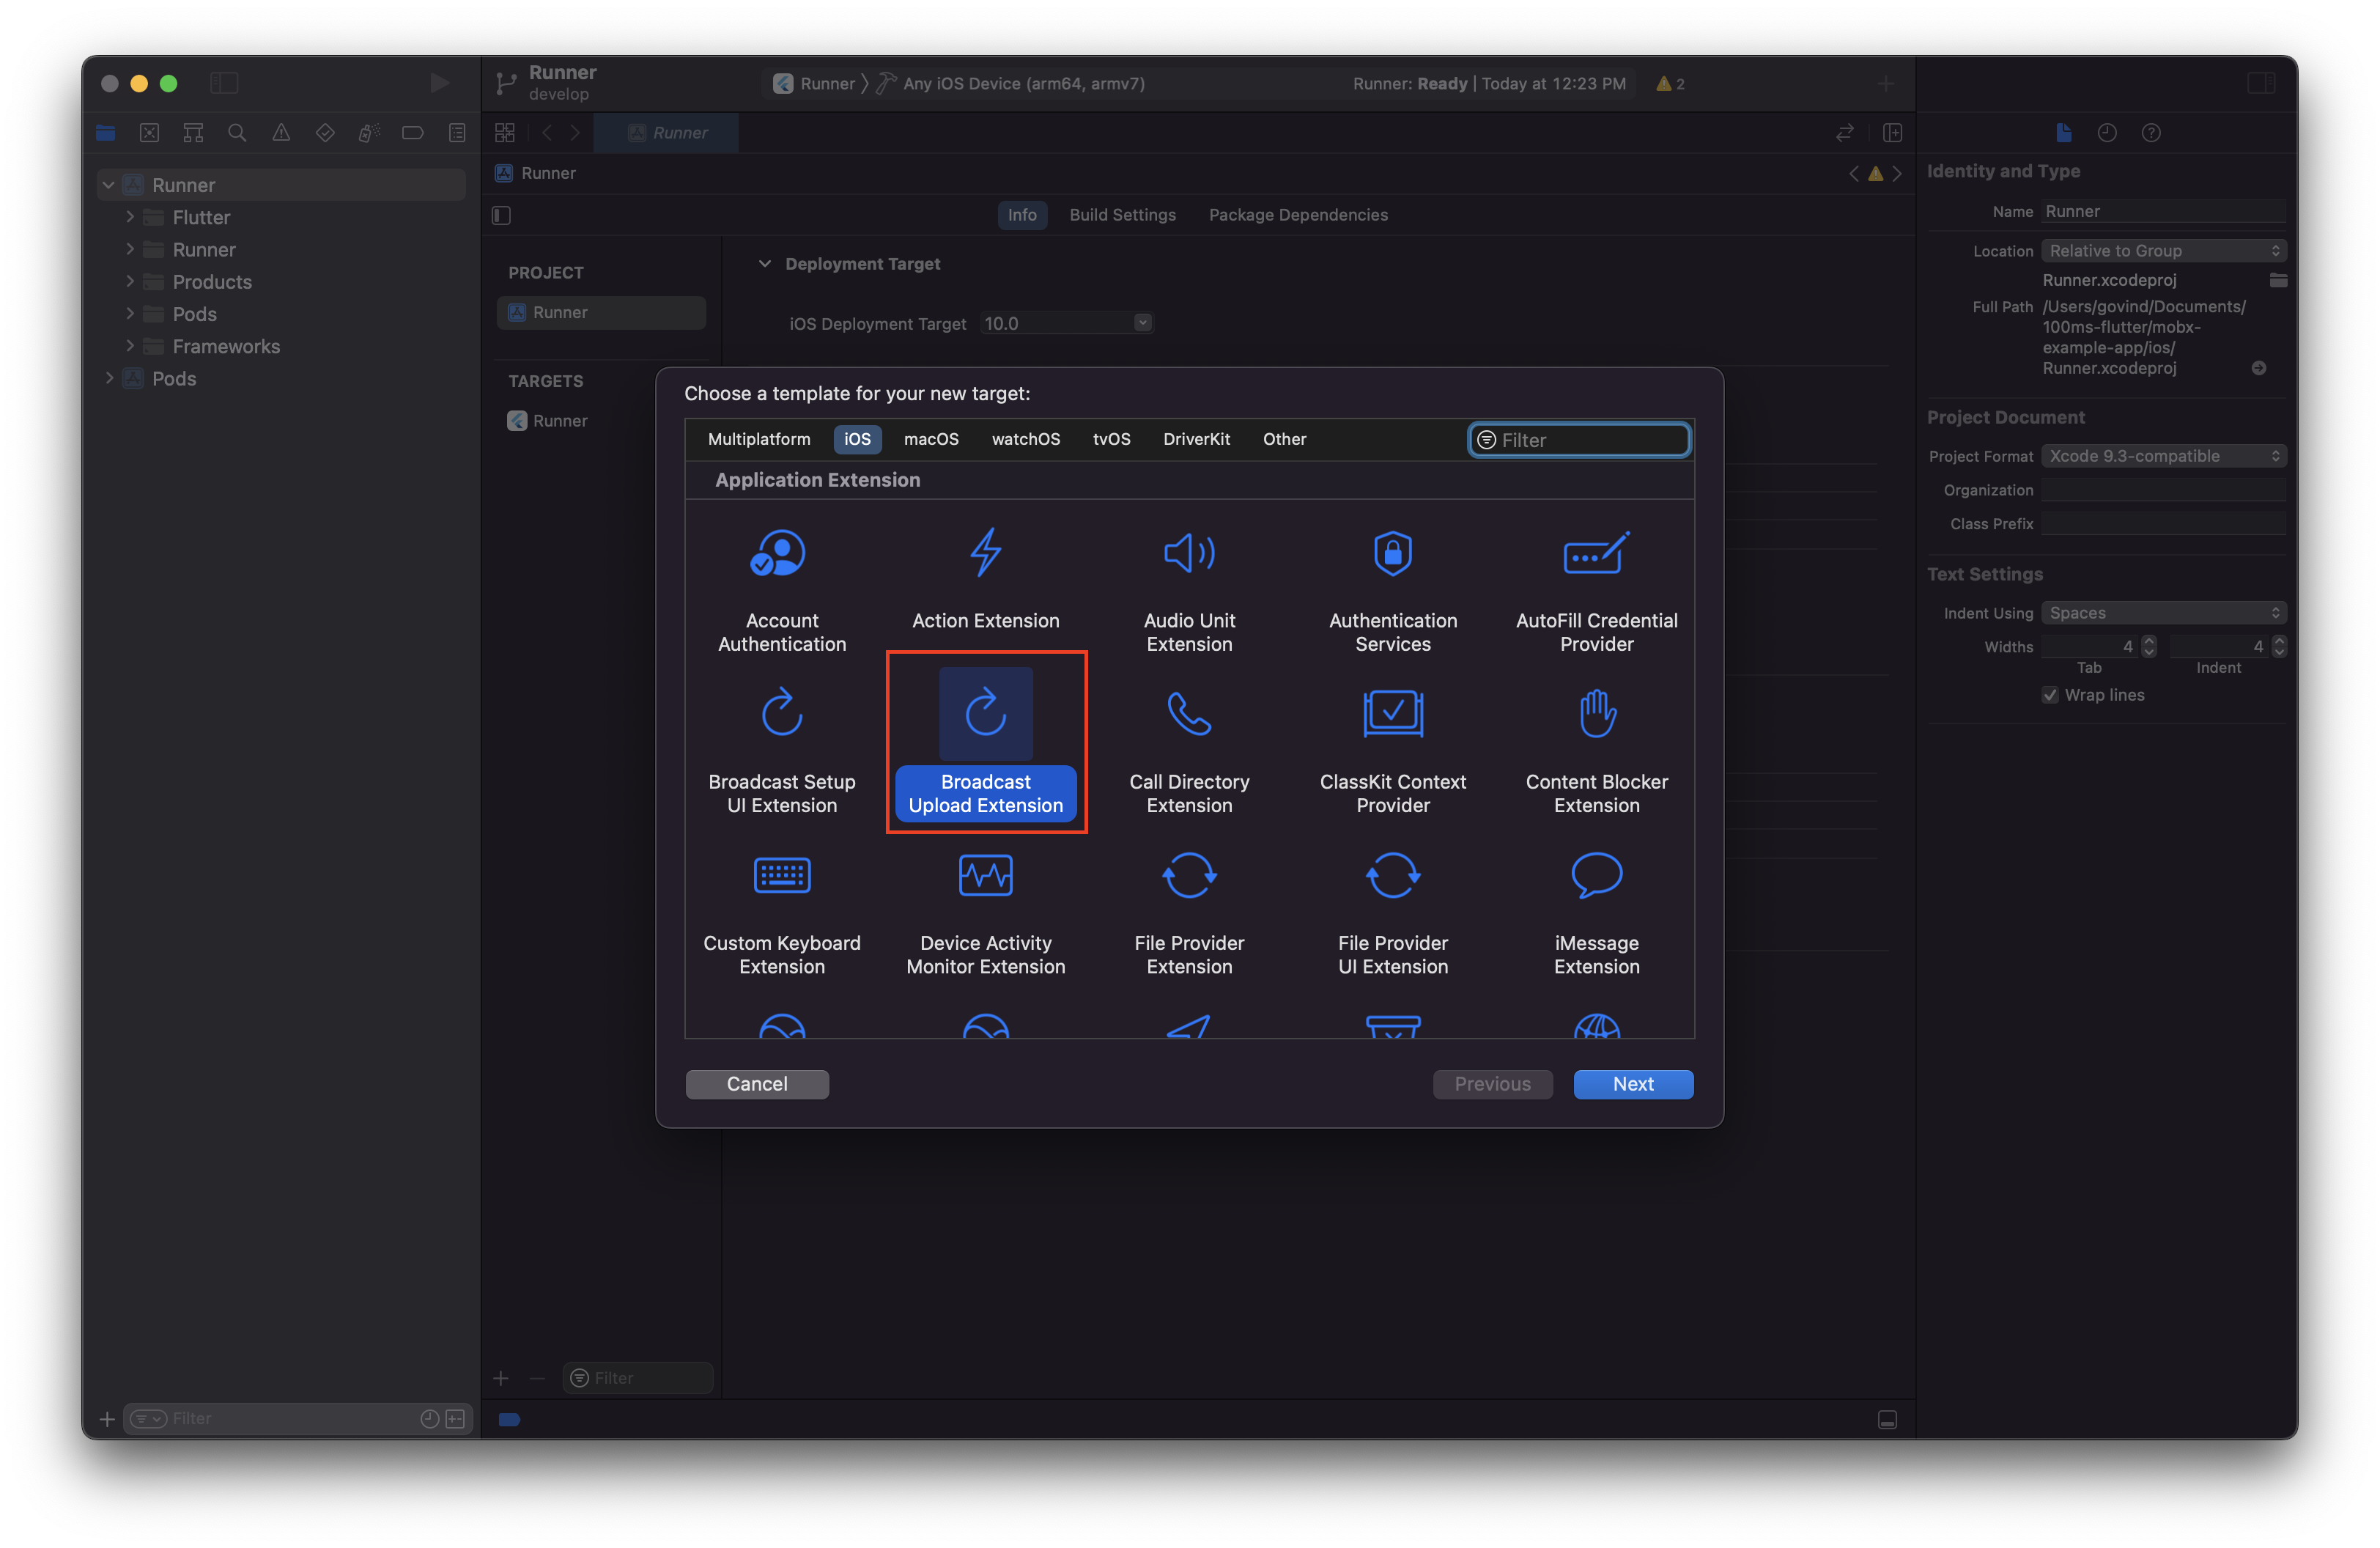 Runner
develop
Runner
Any iOS Device (arm64, armv7)
Runner: Ready | Today at 12:23 PM
2
Runner
Flutter
Runner
Products
Pods
Frameworks
Pods
Filter
Runner
Runner
Info
Build Settings
Package Dependencies
PROJECT
Runner
TARGETS
Runner
Filter
Deployment Target
iOS Deployment Target
10.0
Choose a template for your new target:
Multiplatform
iOS
macOS
watchOS
tvOS
DriverKit
Other
Filter
Application Extension
Account
Authentication
Action Extension
Audio Unit
Extension
Authentication
Services
AutoFill Credential
Provider
Broadcast Setup
UI Extension
Broadcast
Upload Extension
Call Directory
Extension
ClassKit Context
Provider
Content Blocker
Extension
Custom Keyboard
Extension
Device Activity
Monitor Extension
File Provider
Extension
File Provider
UI Extension
iMessage
Extension
Cancel
Previous
Next
Identity and Type
Name
Runner
Location
Relative to Group
Runner.xcodeproj
Full Path
/Users/govind/Documents/
100ms-flutter/mobx-
example-app/ios/
Runner.xcodeproj
Project Document
Project Format
Xcode 9.3-compatible
Organization
Class Prefix
Text Settings
Indent Using
Spaces
Widths
4
4
Tab
Indent
Wrap lines